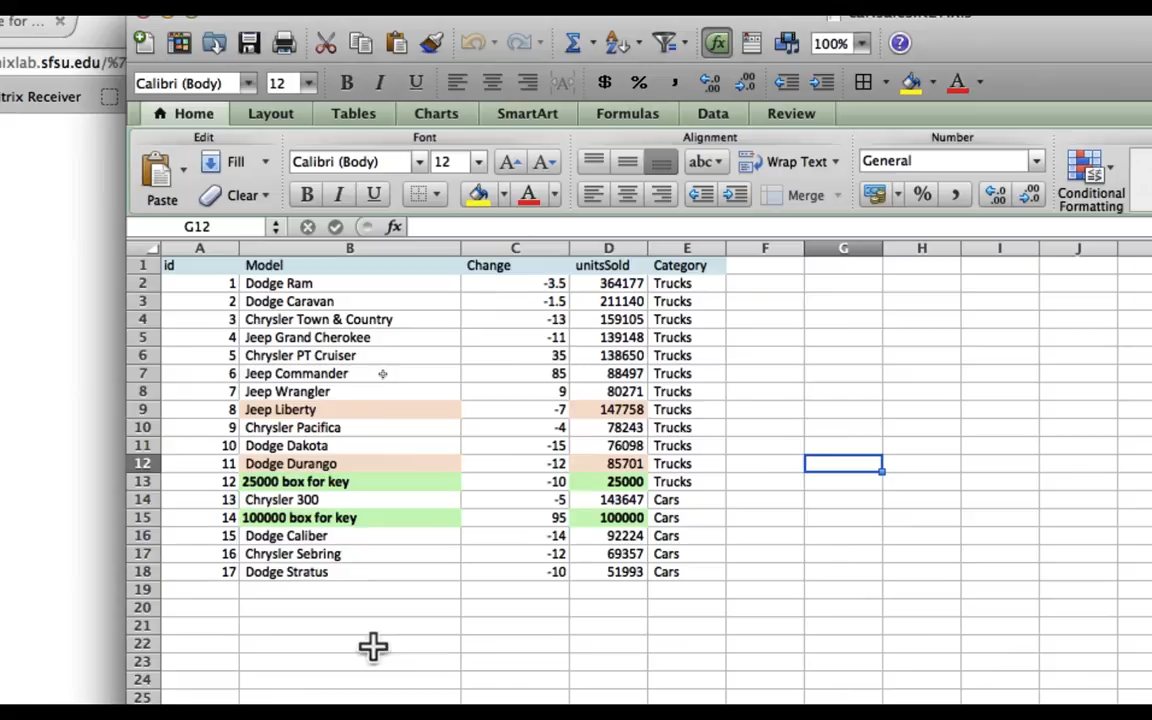 e for ...
nixlab.sfsu.edu/%7
trix Receiver
100%
Calibri (Body) 12 B I U $ % , A
Home Layout Tables Charts SmartArt Formulas Data Review
Edit Font Alignment Number
Fill Calibri (Body) 12 A A abc Wrap Text General
Paste Clear B I U A Merge % , Conditional Formatting
G12 fx
A B C D E F G H I J
1 id Model Change unitsSold Category
2 1 Dodge Ram -3.5 364177 Trucks
3 2 Dodge Caravan -1.5 211140 Trucks
4 3 Chrysler Town & Country -13 159105 Trucks
5 4 Jeep Grand Cherokee -11 139148 Trucks
6 5 Chrysler PT Cruiser 35 138650 Trucks
7 6 Jeep Commander 85 88497 Trucks
8 7 Jeep Wrangler 9 80271 Trucks
9 8 Jeep Liberty -7 147758 Trucks
10 9 Chrysler Pacifica -4 78243 Trucks
11 10 Dodge Dakota -15 76098 Trucks
12 11 Dodge Durango -12 85701 Trucks
13 12 25000 box for key -10 25000 Trucks
14 13 Chrysler 300 -5 143647 Cars
15 14 100000 box for key 95 100000 Cars
16 15 Dodge Caliber -14 92224 Cars
17 16 Chrysler Sebring -12 69357 Cars
18 17 Dodge Stratus -10 51993 Cars
19
20
21
22
23
24
25